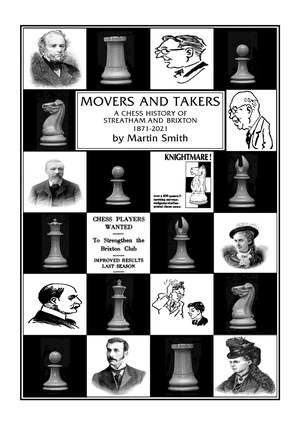 MOVERS AND TAKERS
A CHESS HISTORY OF
STREATHAM AND BRIXTON
1871-2021
by Martin Smith
KNIGHTMARE!
CHESS PLAYERS
WANTED
To Strengthen the
Brixton Club
IMPROVED RESULTS
LAST SEASON